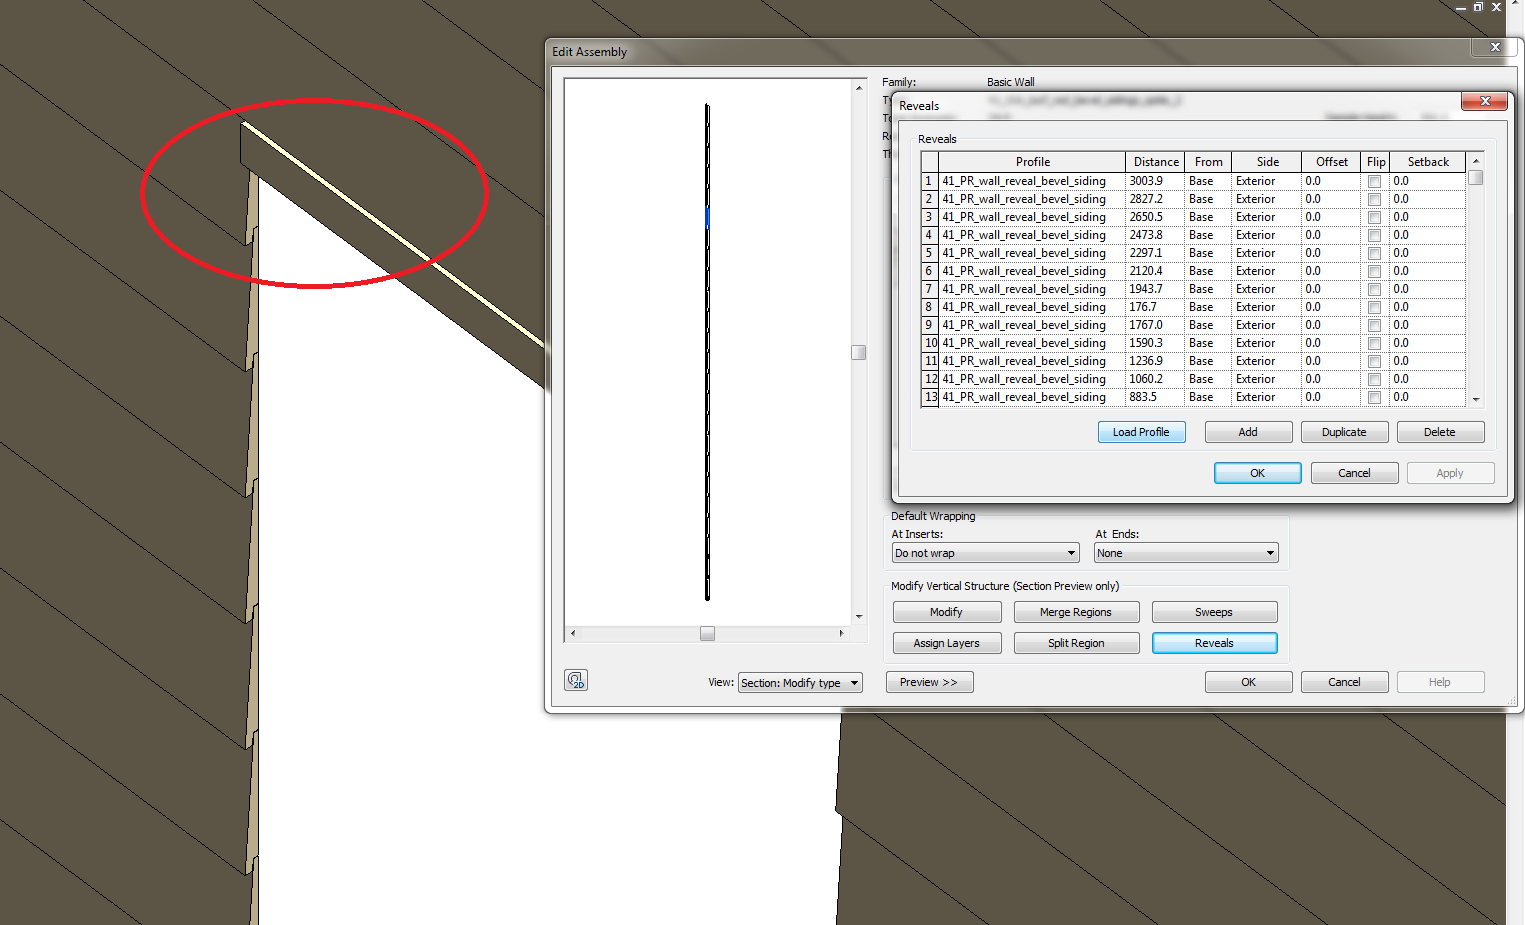 Edit Assembly
Family: Basic Wall
Reveals
Reveals
Profile Distance From Side Offset Flip Setback
1 41_PR_wall_reveal_bevel_siding 3003.9 Base Exterior 0.0 0.0
2 41_PR_wall_reveal_bevel_siding 2827.2 Base Exterior 0.0 0.0
3 41_PR_wall_reveal_bevel_siding 2650.5 Base Exterior 0.0 0.0
4 41_PR_wall_reveal_bevel_siding 2473.8 Base Exterior 0.0 0.0
5 41_PR_wall_reveal_bevel_siding 2297.1 Base Exterior 0.0 0.0
6 41_PR_wall_reveal_bevel_siding 2120.4 Base Exterior 0.0 0.0
7 41_PR_wall_reveal_bevel_siding 1943.7 Base Exterior 0.0 0.0
8 41_PR_wall_reveal_bevel_siding 176.7 Base Exterior 0.0 0.0
9 41_PR_wall_reveal_bevel_siding 1767.0 Base Exterior 0.0 0.0
10 41_PR_wall_reveal_bevel_siding 1590.3 Base Exterior 0.0 0.0
11 41_PR_wall_reveal_bevel_siding 1236.9 Base Exterior 0.0 0.0
12 41_PR_wall_reveal_bevel_siding 1060.2 Base Exterior 0.0 0.0
13 41_PR_wall_reveal_bevel_siding 883.5 Base Exterior 0.0 0.0
Load Profile Add Duplicate Delete
OK Cancel Apply
Default Wrapping
At Inserts: At Ends:
Do not wrap None
Modify Vertical Structure (Section Preview only)
Modify Merge Regions Sweeps
Assign Layers Split Region Reveals
2D View: Section: Modify type Preview >> OK Cancel Help